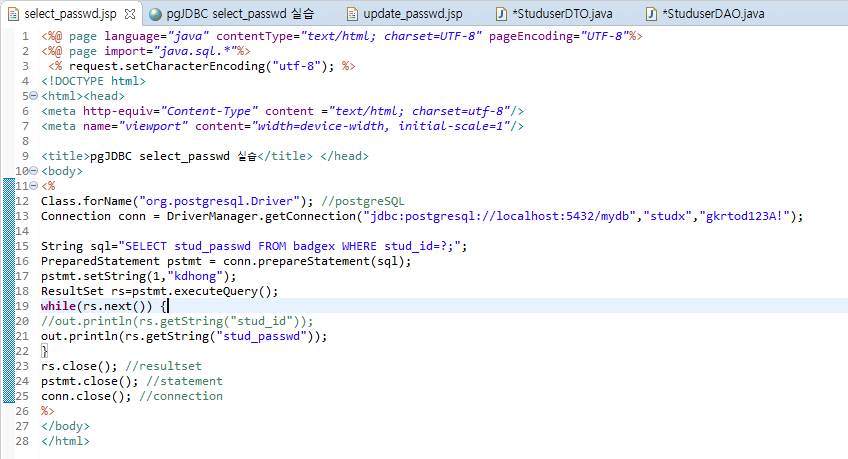 select_passwd.jsp pgJDBC select_passwd 실습 update_passwd.jsp *StuduserDTO.java *StuduserDAO.java
1 <%@ page language="java" contentType="text/html; charset=UTF-8" pageEncoding="UTF-8"%>
2 <%@ page import="java.sql.*"%>
3 <% request.setCharacterEncoding("utf-8"); %>
4 <!DOCTYPE html>
5 <html><head>
6 <meta http-equiv="Content-Type" content ="text/html; charset=utf-8"/>
7 <meta name="viewport" content="width=device-width, initial-scale=1"/>
8
9 <title>pgJDBC select_passwd 실습</title> </head>
10 <body>
11 <%
12 Class.forName("org.postgresql.Driver"); //postgreSQL
13 Connection conn = DriverManager.getConnection("jdbc:postgresql://localhost:5432/mydb","studx","gkrtod123A!");
14
15 String sql="SELECT stud_passwd FROM badgex WHERE stud_id=?;";
16 PreparedStatement pstmt = conn.prepareStatement(sql);
17 pstmt.setString(1,"kdhong");
18 ResultSet rs=pstmt.executeQuery();
19 while(rs.next()) {
20 //out.println(rs.getString("stud_id"));
21 out.println(rs.getString("stud_passwd"));
22 }
23 rs.close(); //resultset
24 pstmt.close(); //statement
25 conn.close(); //connection
26 %>
27 </body>
28 </html>